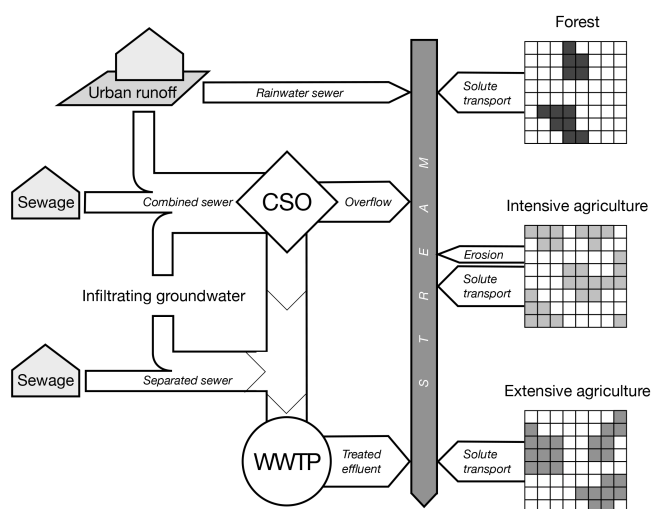 Forest
Urban runoff
Rainwater sewer
Solute
transport
Sewage
Combined sewer
CSO
Overflow
STREAM
Intensive agriculture
Erosion
Solute
transport
Infiltrating groundwater
Sewage
Separated sewer
Extensive agriculture
WWTP
Treated
effluent
Solute
transport